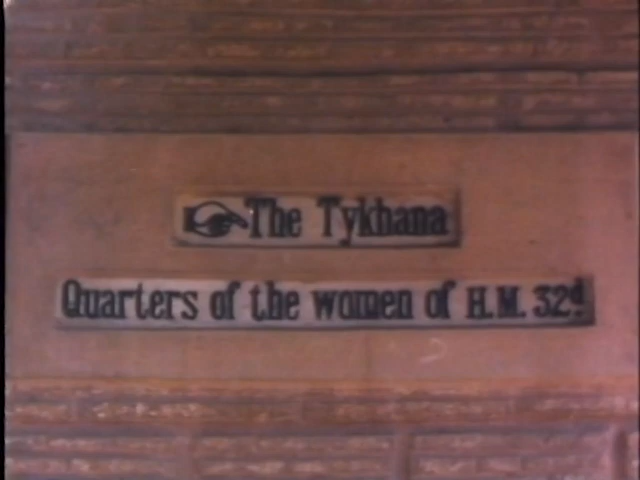 The Tykhana
Quarters of the women of H.M. 32d